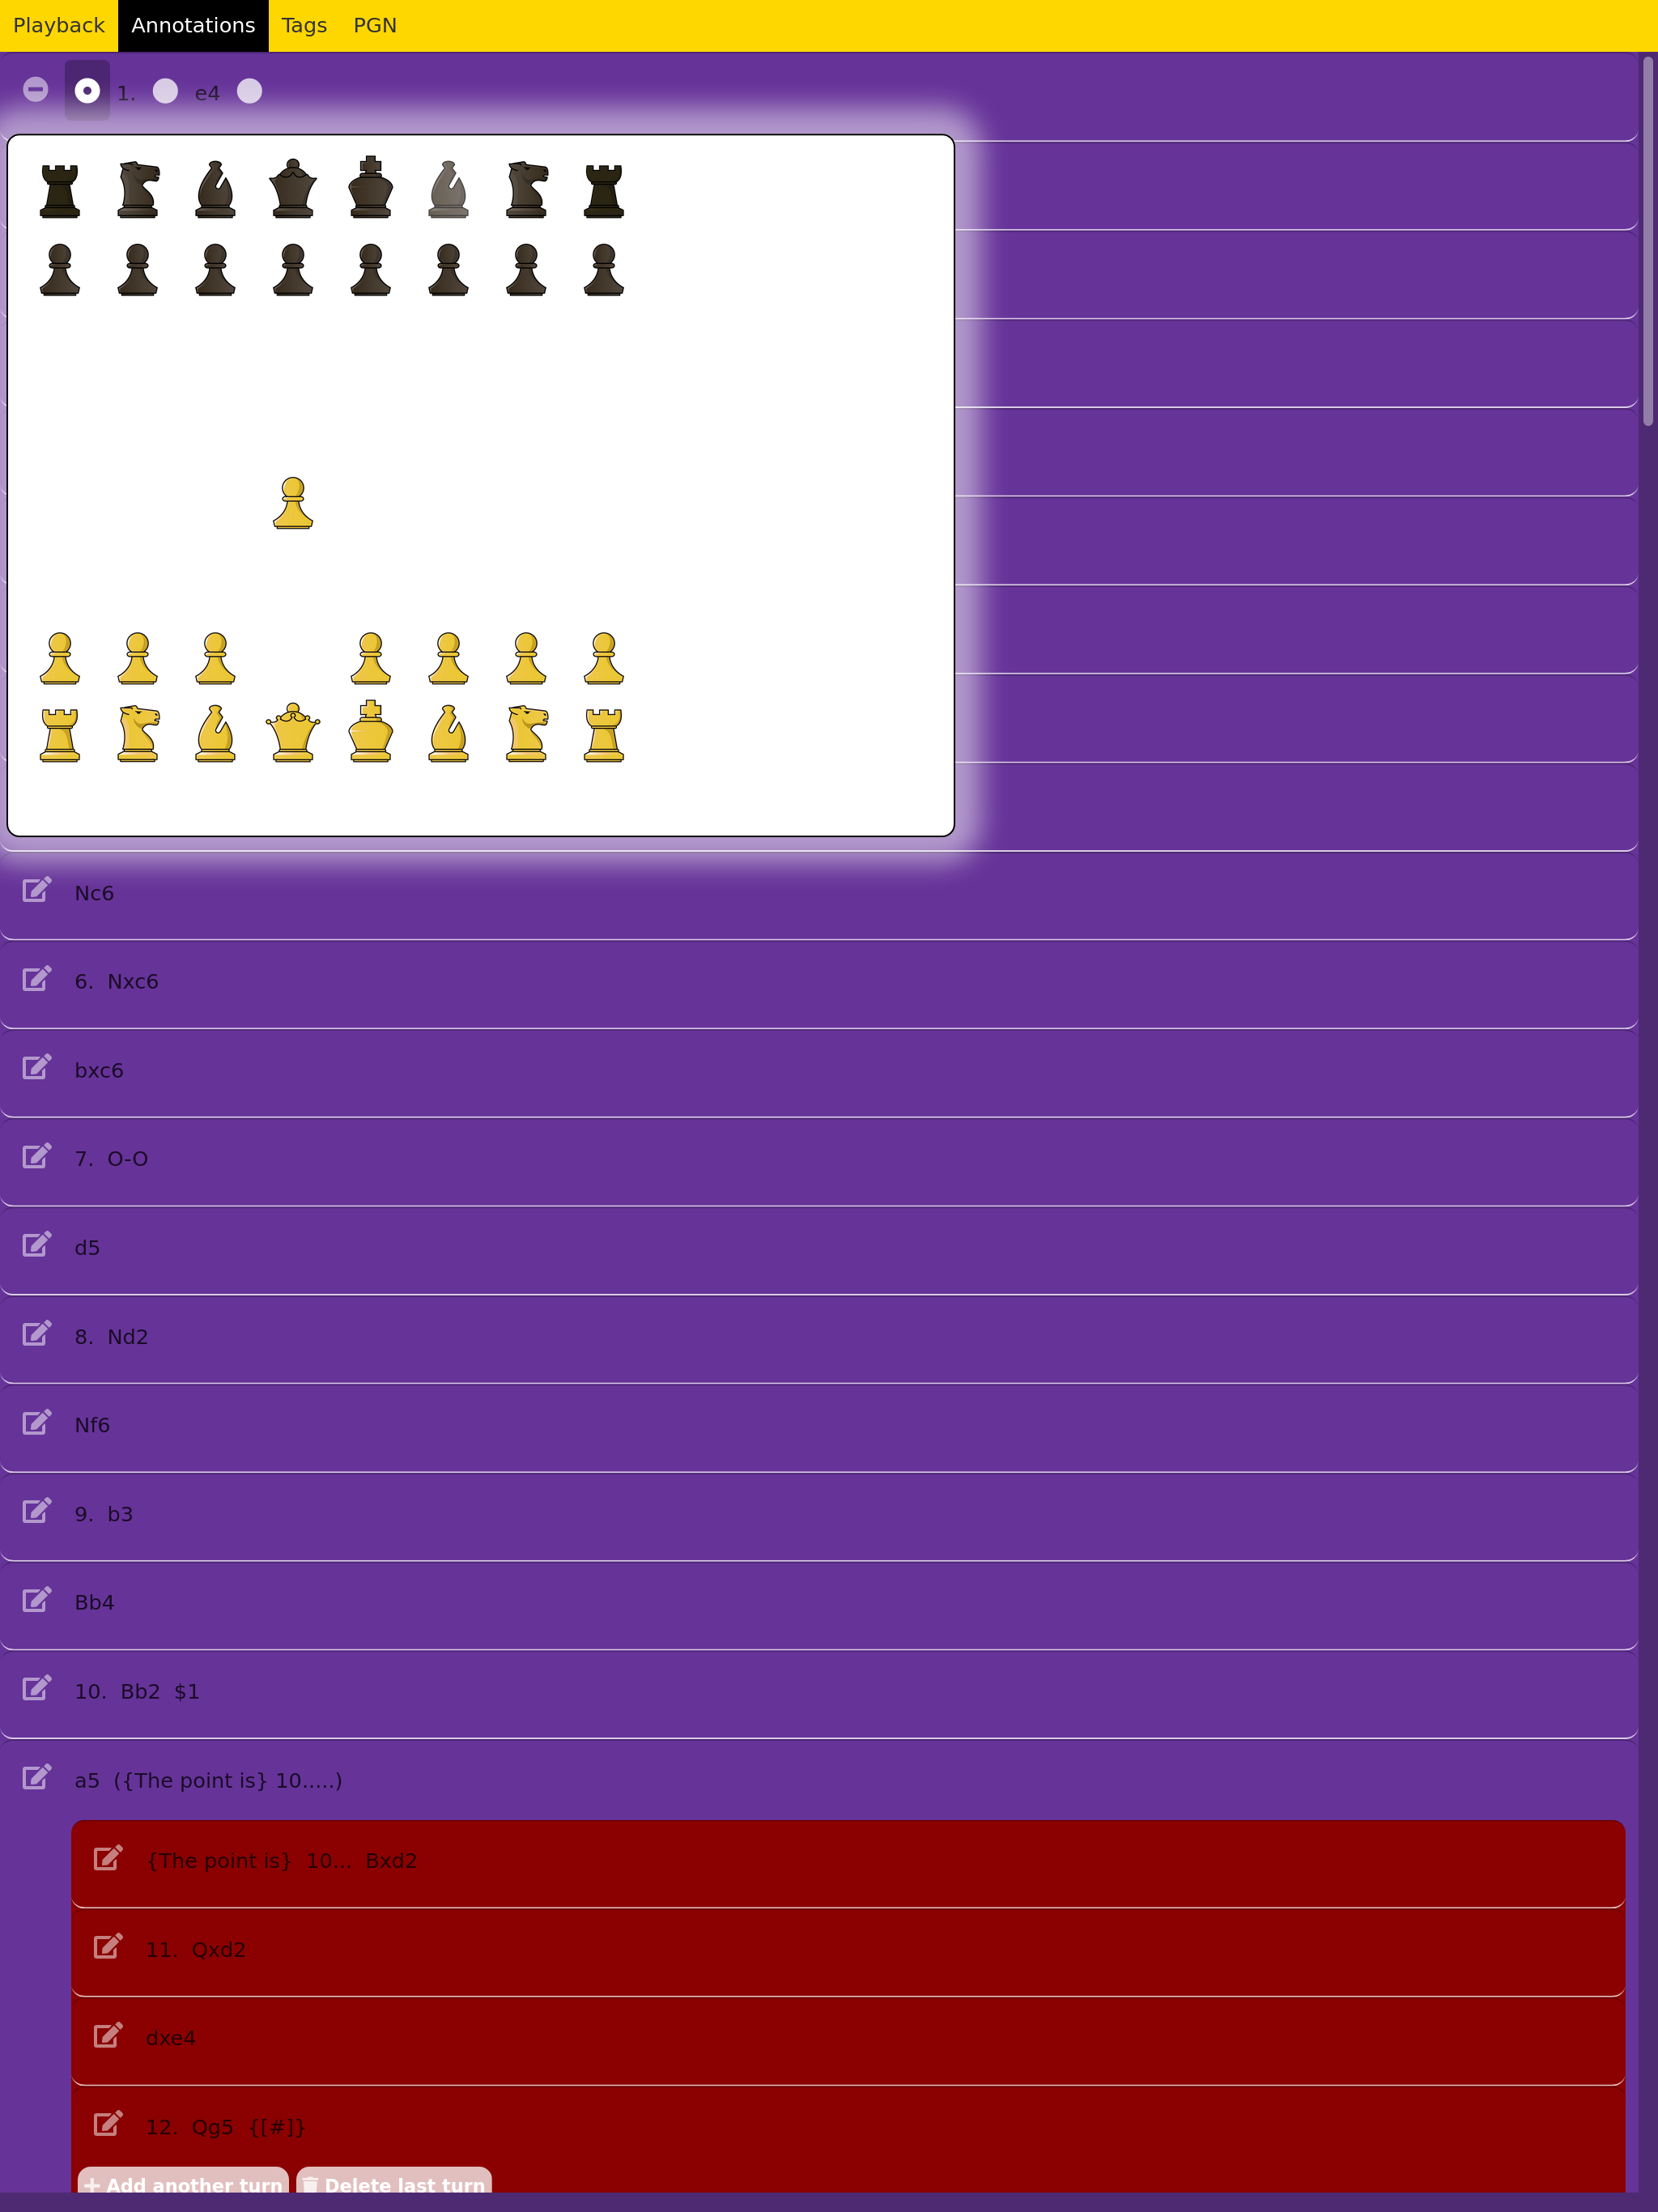 Playback Annotations Tags PGN
1. e4
Nc6
6. Nxc6
bxc6
7. O-O
d5
8. Nd2
Nf6
9. b3
Bb4
10. Bb2 $1
a5 ({The point is} 10.....)
{The point is} 10... Bxd2
11. Qxd2
dxe4
12. Qg5 {[#]}
Add another turn Delete last turn